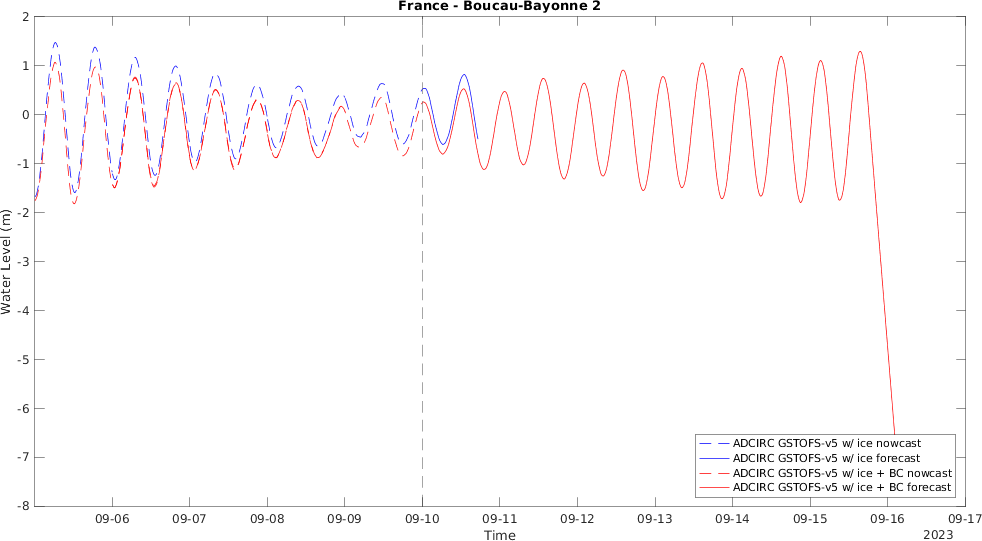 France - Boucau-Bayonne 2
2
1
0
-1
-2
-3
-4
-5
-6
-7
-8
Water Level (m)
ADCIRC GSTOFS-v5 w/ ice nowcast
ADCIRC GSTOFS-v5 w/ ice forecast
ADCIRC GSTOFS-v5 w/ ice + BC nowcast
ADCIRC GSTOFS-v5 w/ ice + BC forecast
09-06 09-07 09-08 09-09 09-10 09-11 09-12 09-13 09-14 09-15 09-16 09-17
Time
2023